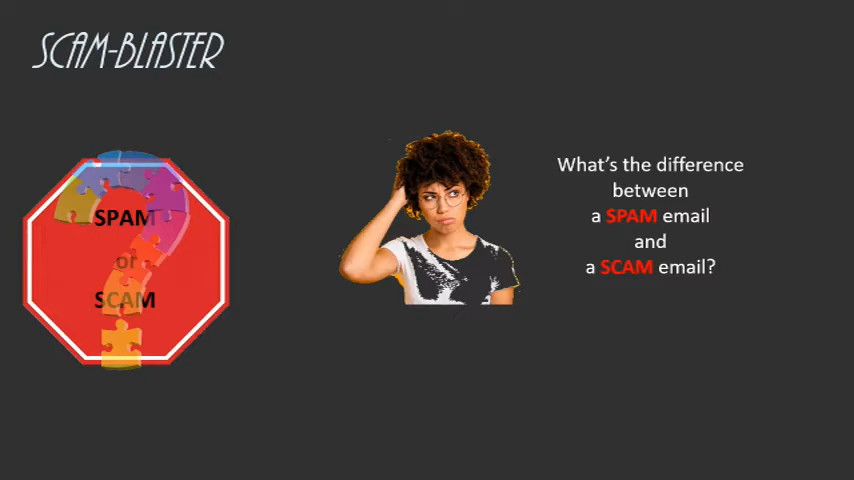 SCAM-BLASTER
SPAM
or
SCAM
What's the difference
between
a SPAM email
and
a SCAM email?